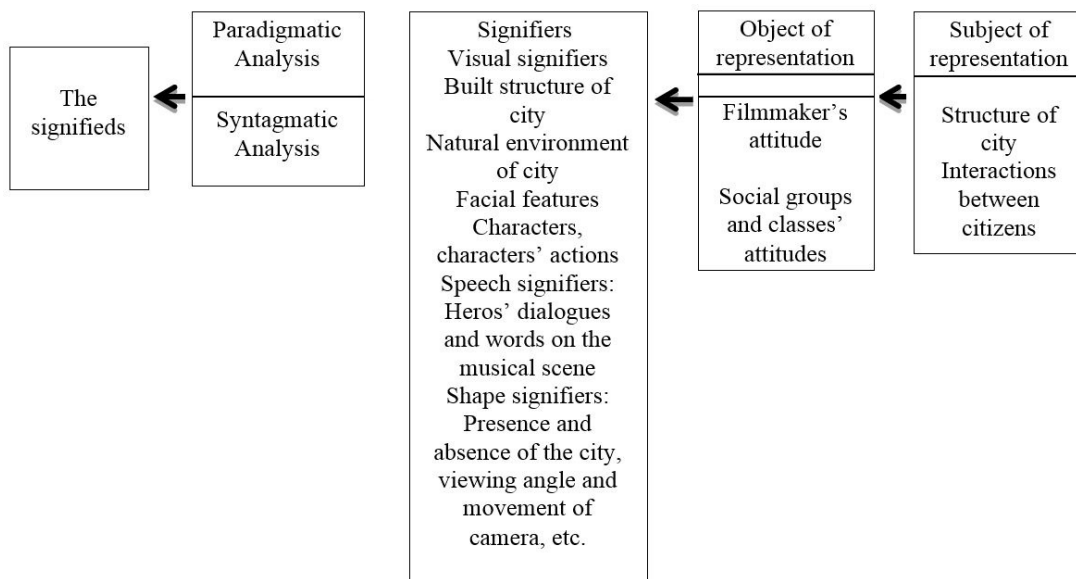 The
signifieds
Paradigmatic
Analysis
Syntagmatic
Analysis
Signifiers
Visual signifiers
Built structure of
city
Natural environment
of city
Facial features
Characters,
characters’ actions
Speech signifiers:
Heros’ dialogues
and words on the
musical scene
Shape signifiers:
Presence and
absence of the city,
viewing angle and
movement of
camera, etc.
Object of
representation
Filmmaker’s
attitude
Social groups
and classes’
attitudes
Subject of
representation
Structure of
city
Interactions
between
citizens